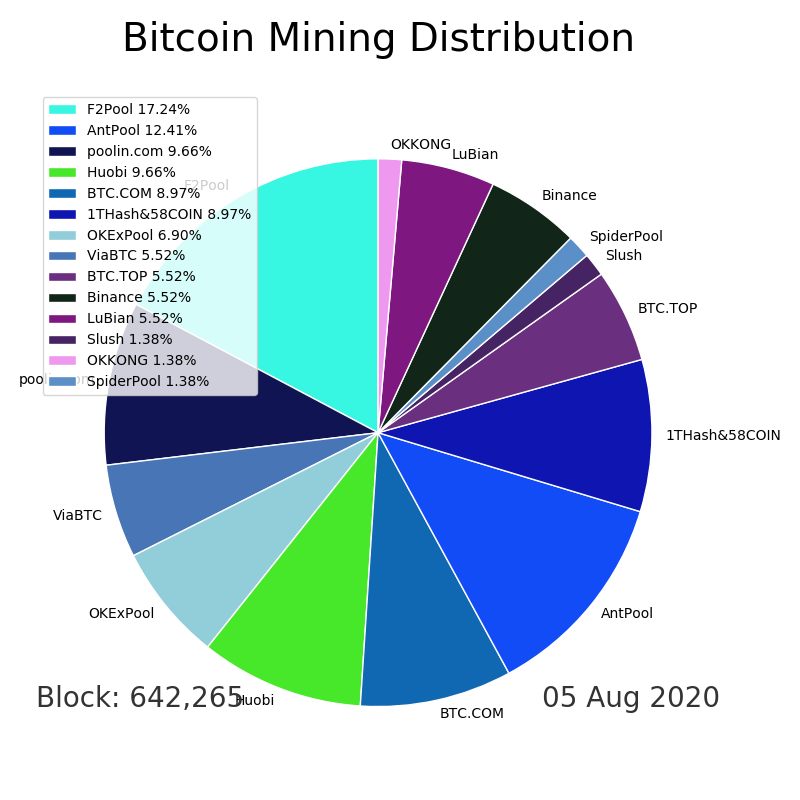 Bitcoin Mining Distribution
F2Pool 17.24%
AntPool 12.41%
poolin.com 9.66%
Huobi 9.66%
BTC.COM 8.97%
1THash&58COIN 8.97%
OKExPool 6.90%
ViaBTC 5.52%
BTC.TOP 5.52%
Binance 5.52%
LuBian 5.52%
Slush 1.38%
OKKONG 1.38%
SpiderPool 1.38%
OKKONG
LuBian
Binance
SpiderPool
Slush
BTC.TOP
1THash&58COIN
AntPool
BTC.COM
Huobi
OKExPool
ViaBTC
poolin.com
F2Pool
Block: 642,265
05 Aug 2020